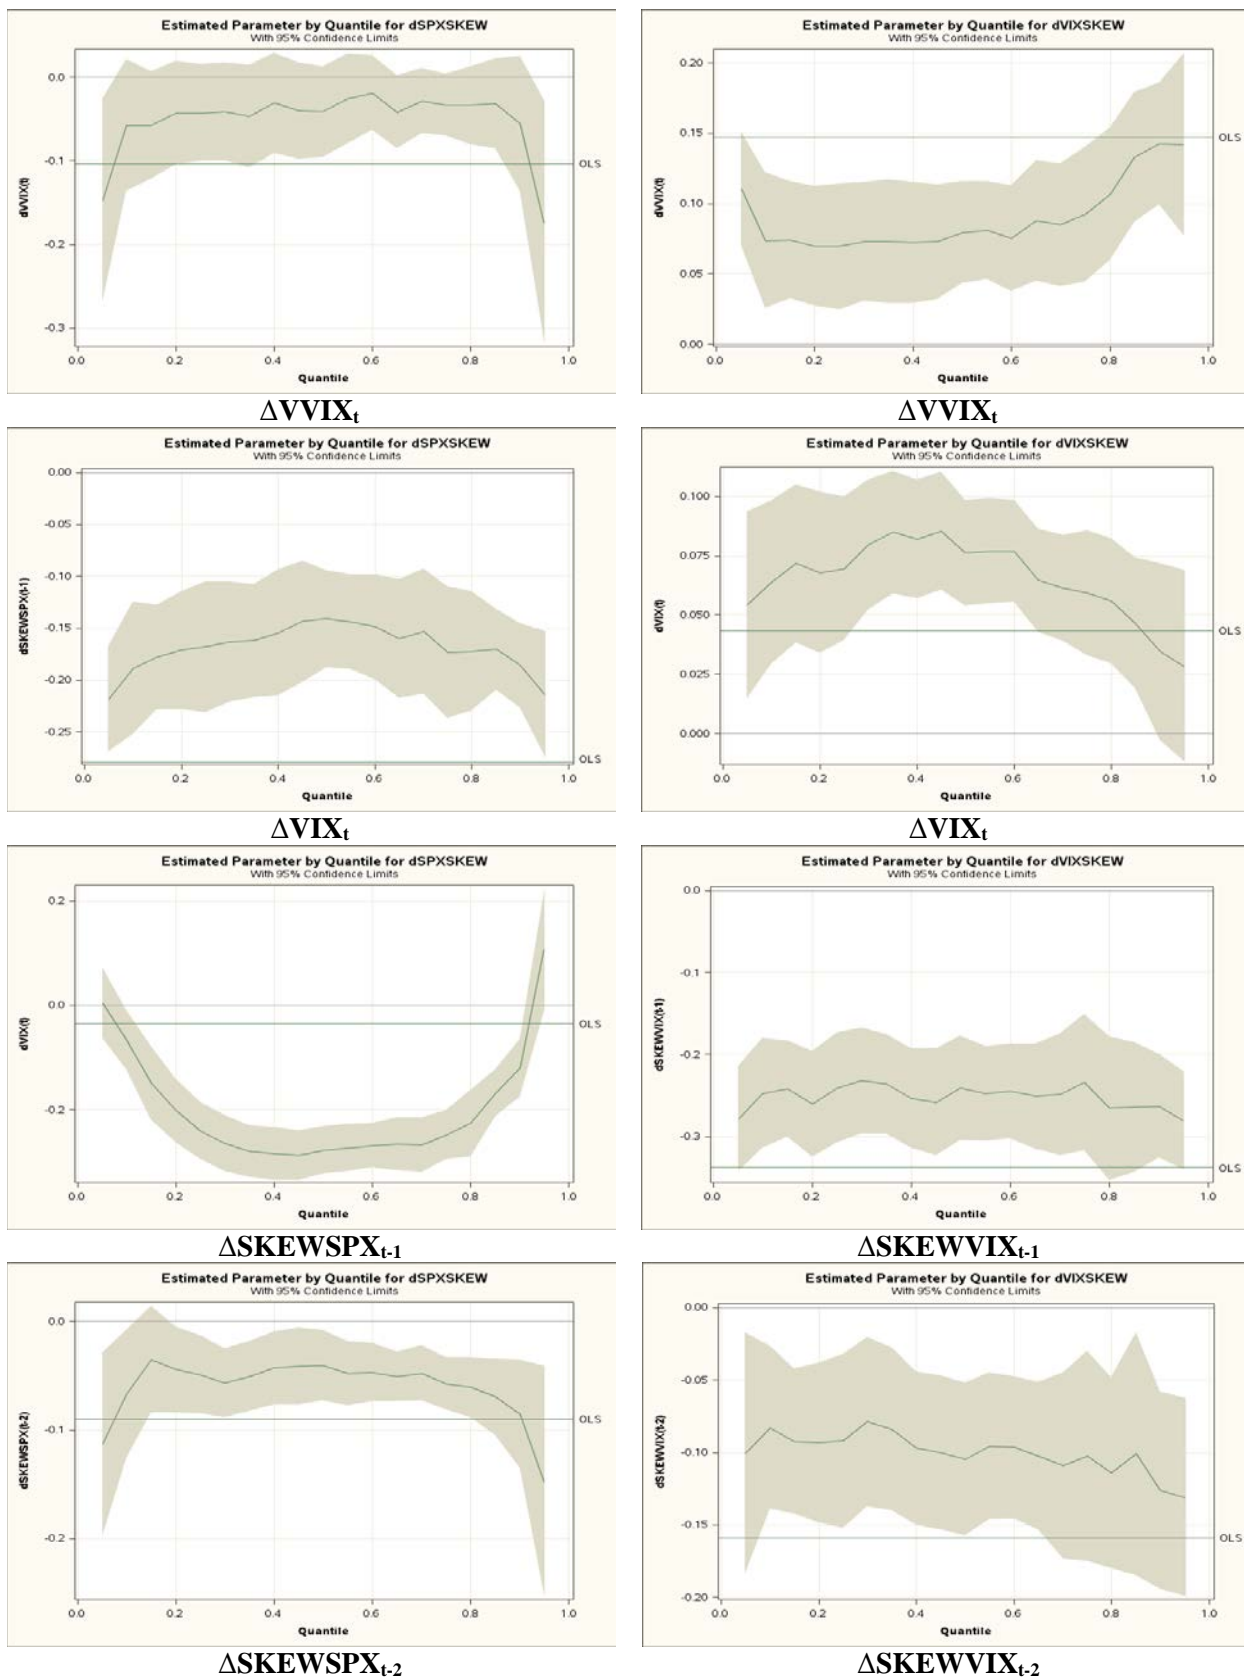 Estimated Parameter by Quantile for dSPXSKEW
With 95% Confidence Limits
0.0
-0.1
-0.2
-0.3
dVVIX(t)
OLS
0.0 0.2 0.4 0.6 0.8 1.0
Quantile
ΔVVIXt
Estimated Parameter by Quantile for dVIXSKEW
With 95% Confidence Limits
0.20
0.15
0.10
0.05
0.00
dVVIX(t)
OLS
0.0 0.2 0.4 0.6 0.8 1.0
Quantile
ΔVVIXt
Estimated Parameter by Quantile for dSPXSKEW
With 95% Confidence Limits
0.00
-0.05
-0.10
-0.15
-0.20
-0.25
dSKEWSPX(t-1)
OLS
0.0 0.2 0.4 0.6 0.8 1.0
Quantile
ΔVIXt
Estimated Parameter by Quantile for dVIXSKEW
With 95% Confidence Limits
0.100
0.075
0.050
0.025
0.000
dVIX(t)
OLS
0.0 0.2 0.4 0.6 0.8 1.0
Quantile
ΔVIXt
Estimated Parameter by Quantile for dSPXSKEW
With 95% Confidence Limits
0.2
0.0
-0.2
dVIX(t)
OLS
0.0 0.2 0.4 0.6 0.8 1.0
Quantile
ΔSKEWSPXt-1
Estimated Parameter by Quantile for dVIXSKEW
With 95% Confidence Limits
0.0
-0.1
-0.2
-0.3
dSKEWVIX(t-1)
OLS
0.0 0.2 0.4 0.6 0.8 1.0
Quantile
ΔSKEWVIXt-1
Estimated Parameter by Quantile for dSPXSKEW
With 95% Confidence Limits
0.0
-0.1
-0.2
dSKEWSPX(t-2)
OLS
0.0 0.2 0.4 0.6 0.8 1.0
Quantile
ΔSKEWSPXt-2
Estimated Parameter by Quantile for dVIXSKEW
With 95% Confidence Limits
0.00
-0.05
-0.10
-0.15
-0.20
dSKEWVIX(t-2)
OLS
0.0 0.2 0.4 0.6 0.8 1.0
Quantile
ΔSKEWVIXt-2